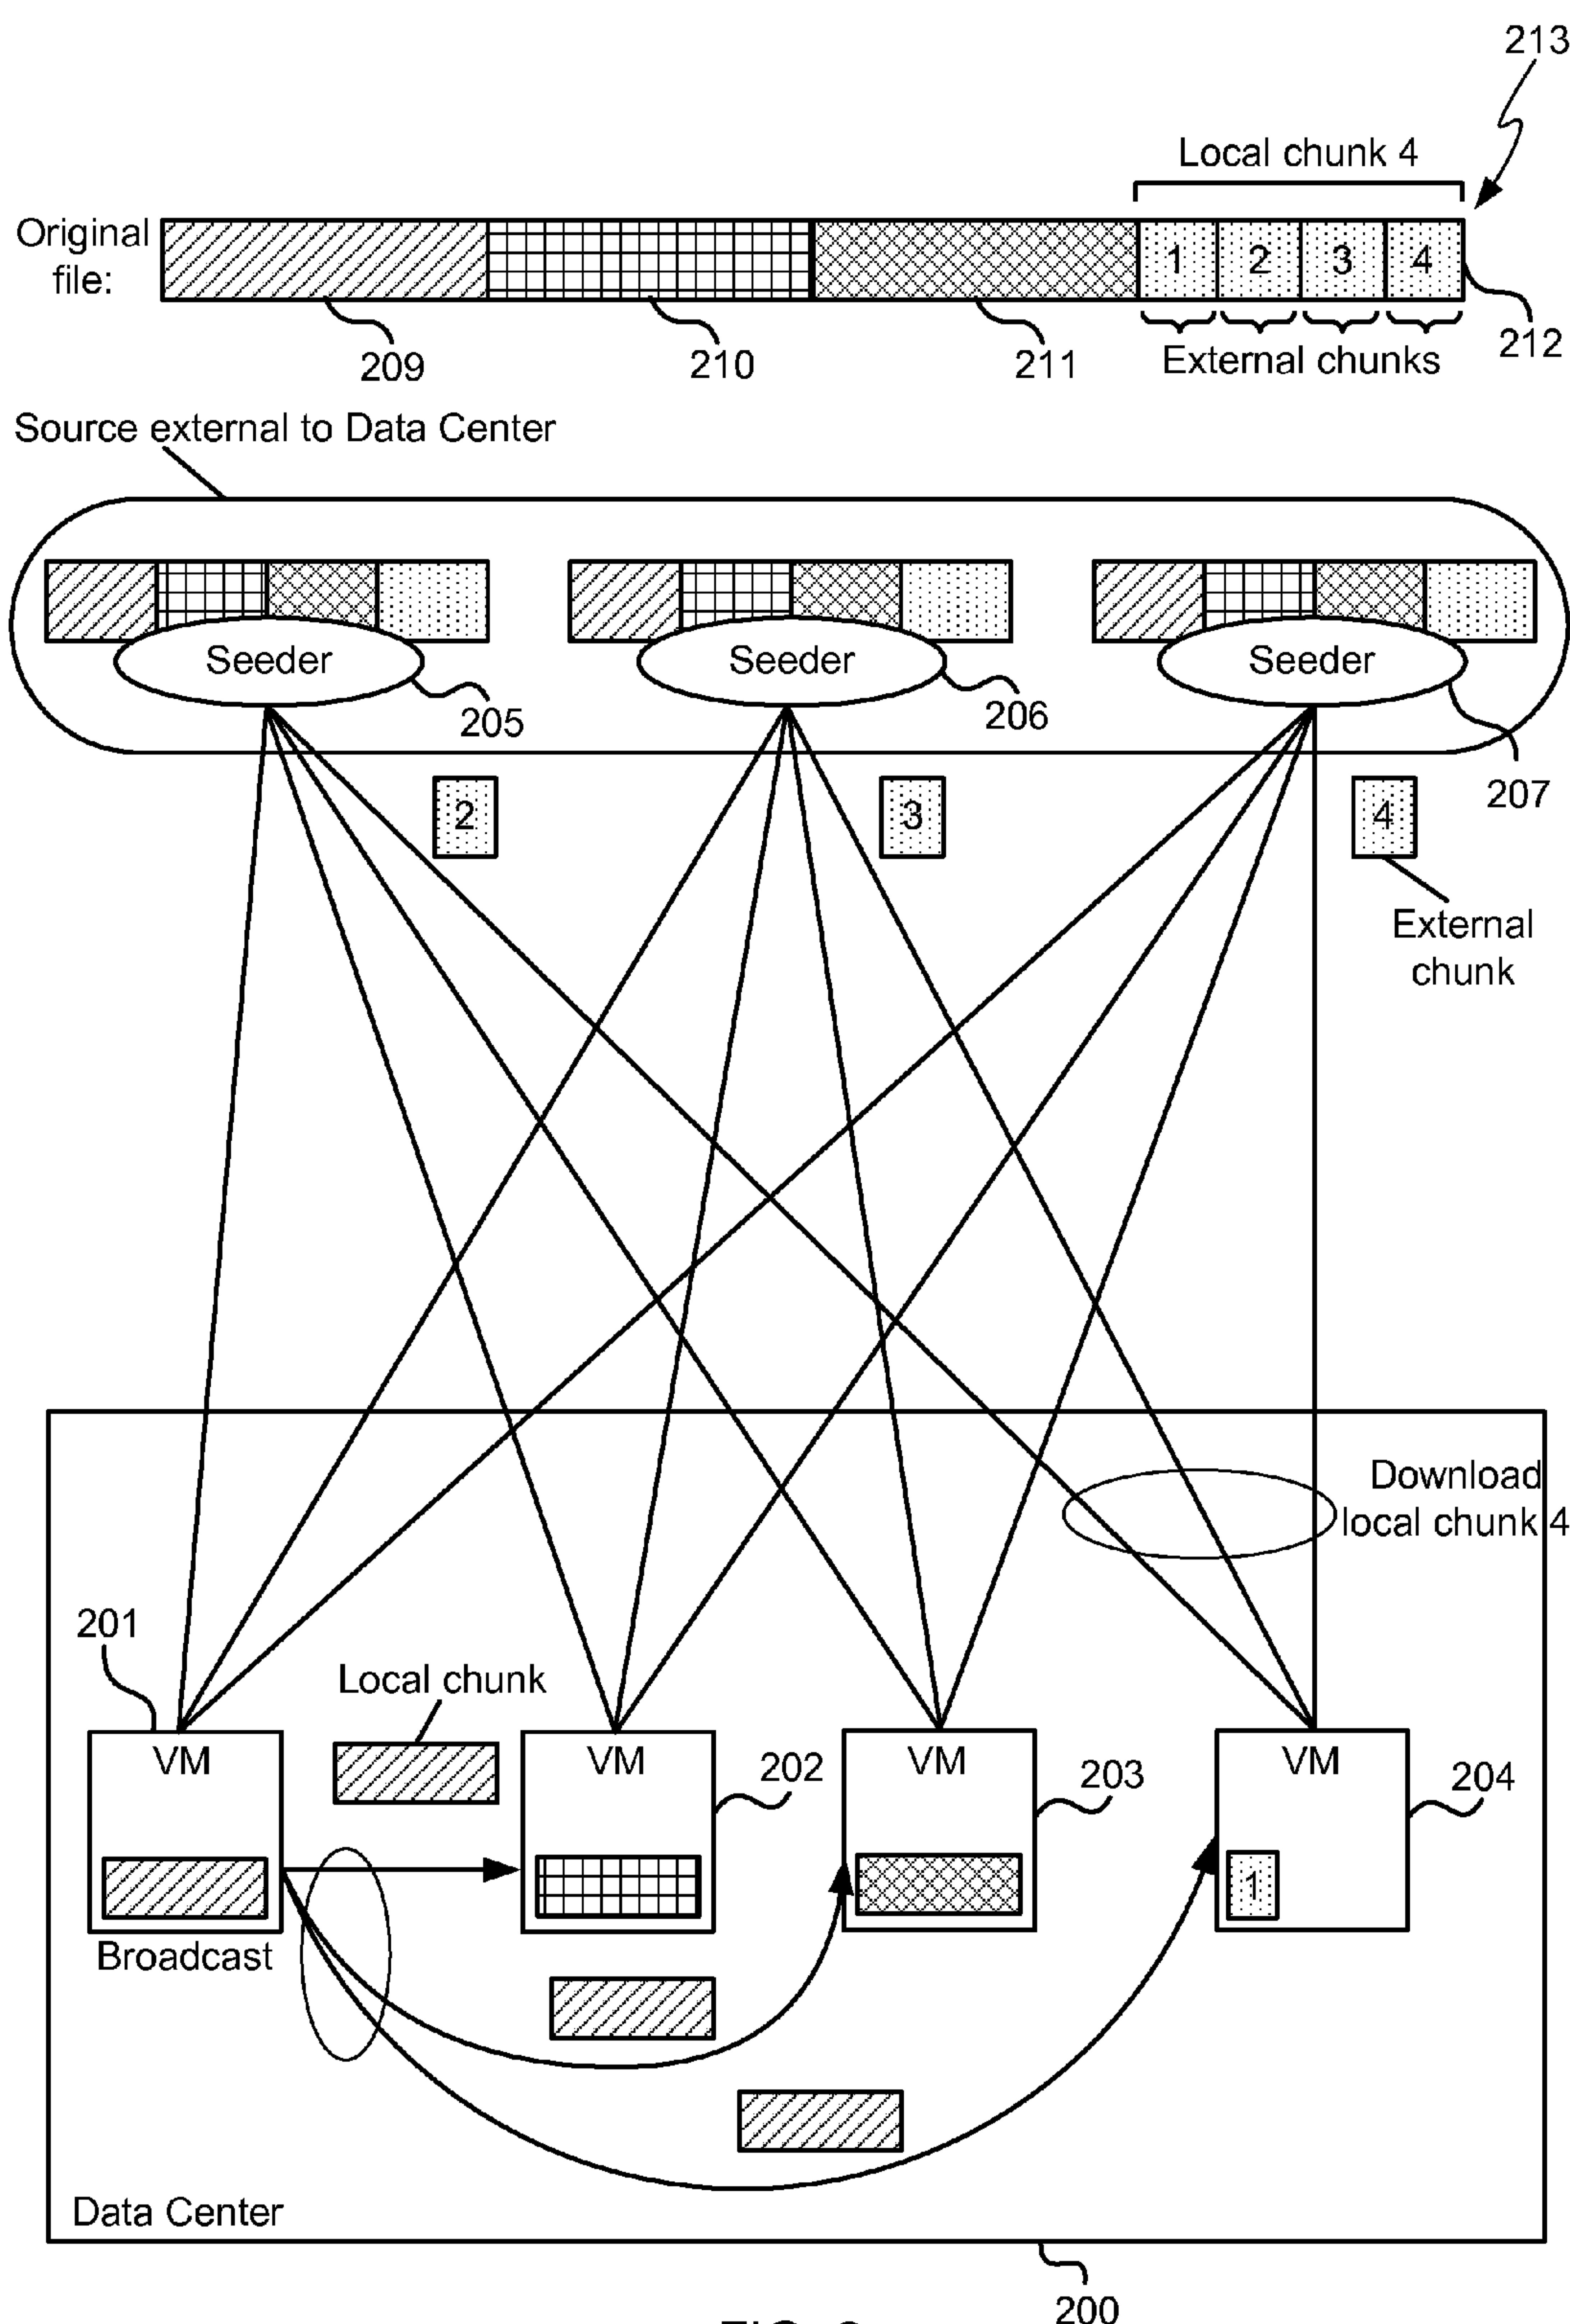 213
Local chunk 4
Original
file:
1 2 3 4
209
210
211
External chunks
212
Source external to Data Center
Seeder
Seeder
Seeder
205
206
207
2
3
4
External
chunk
Download
local chunk 4
201
Local chunk
VM
VM
VM
VM
202
203
204
1
Broadcast
Data Center
200